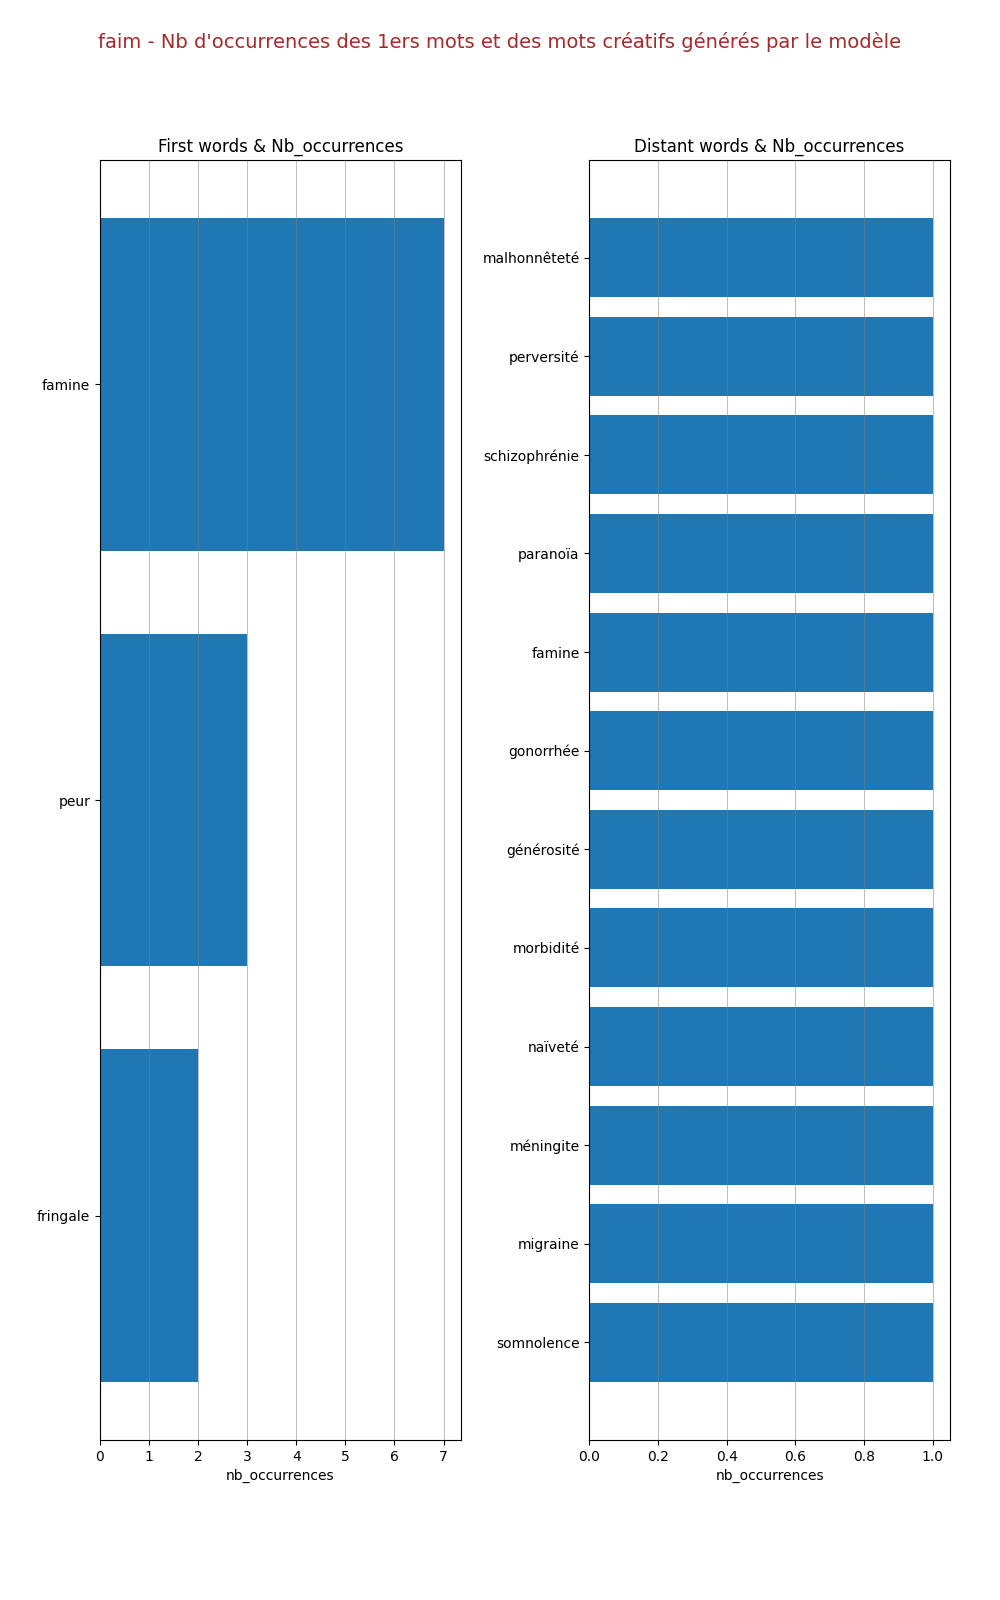 faim - Nb d'occurrences des 1ers mots et des mots créatifs générés par le modèle
First words & Nb_occurrences
famine
peur
fringale
0 1 2 3 4 5 6 7
nb_occurrences
Distant words & Nb_occurrences
malhonnêteté
perversité
schizophrénie
paranoïa
famine
gonorrhée
générosité
morbidité
naïveté
méningite
migraine
somnolence
0.0 0.2 0.4 0.6 0.8 1.0
nb_occurrences